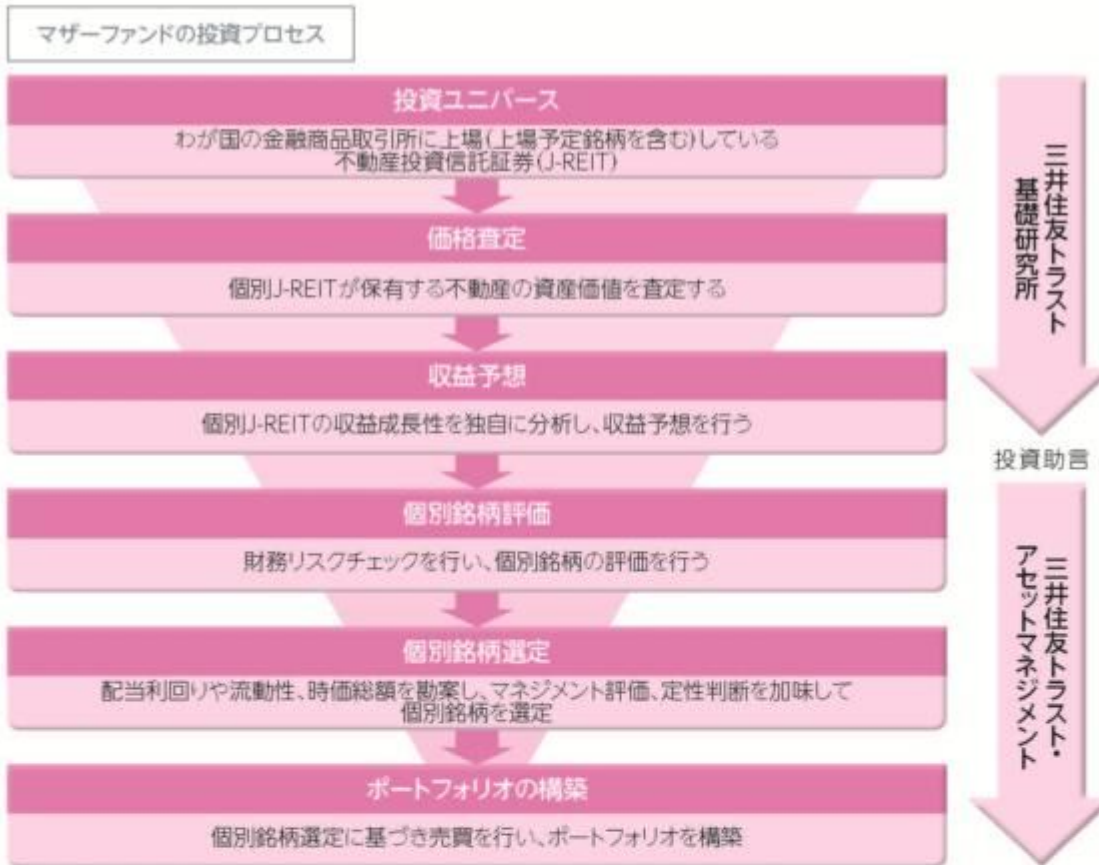 マザーファンドの投資プロセス
投資ユニバース
わが国の金融商品取引所に上場(上場予定銘柄を含む)している
不動産投資信託証券(J-REIT)
価格査定
個別J-REITが保有する不動産の資産価値を査定する
収益予想
個別J-REITの収益成長性を独自に分析し、収益予想を行う
個別銘柄評価
財務リスクチェックを行い、個別銘柄の評価を行う
個別銘柄選定
配当利回りや流動性、時価総額を勘案し、マネジメント評価、定性判断を加味して
個別銘柄を選定
ポートフォリオの構築
個別銘柄選定に基づき売買を行い、ポートフォリオを構築
三井住友トラスト
基礎研究所
投資助言
三井住友トラスト・
アセットマネジメント